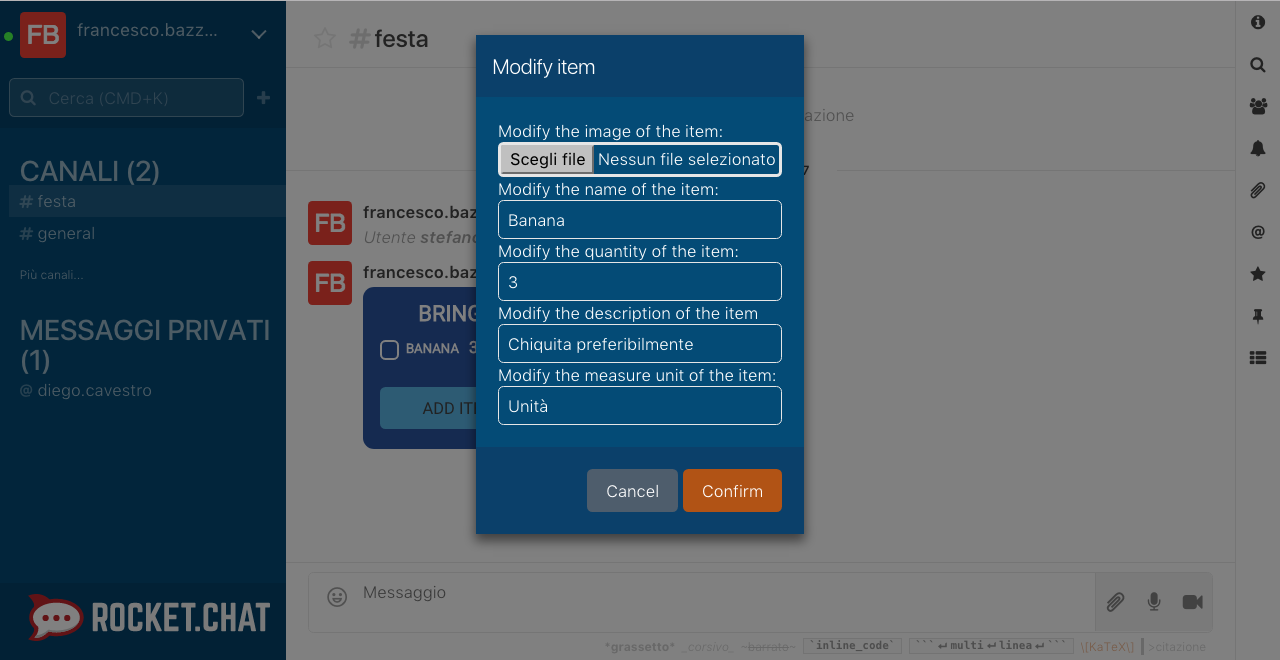 FB
francesco.bazz...
Cerca (CMD+K)
CANALI (2)
# festa
# general
Più canali...
MESSAGGI PRIVATI
(1)
@ diego.cavestro
ROCKET.CHAT
#festa
azione
7
FB
francesco.baz
Utente stefano
FB
francesco.baz
BRING
BANANA 3
ADD ITE
Modify item
Modify the image of the item:
Scegli file Nessun file selezionato
Modify the name of the item:
Banana
Modify the quantity of the item:
3
Modify the description of the item
Chiquita preferibilmente
Modify the measure unit of the item:
Unità
Cancel Confirm
Messaggio
*grassetto* _corsivo_ ~barrato~ `inline_code` ```↵multi↵linea↵``` \[KaTeX\] >citazione